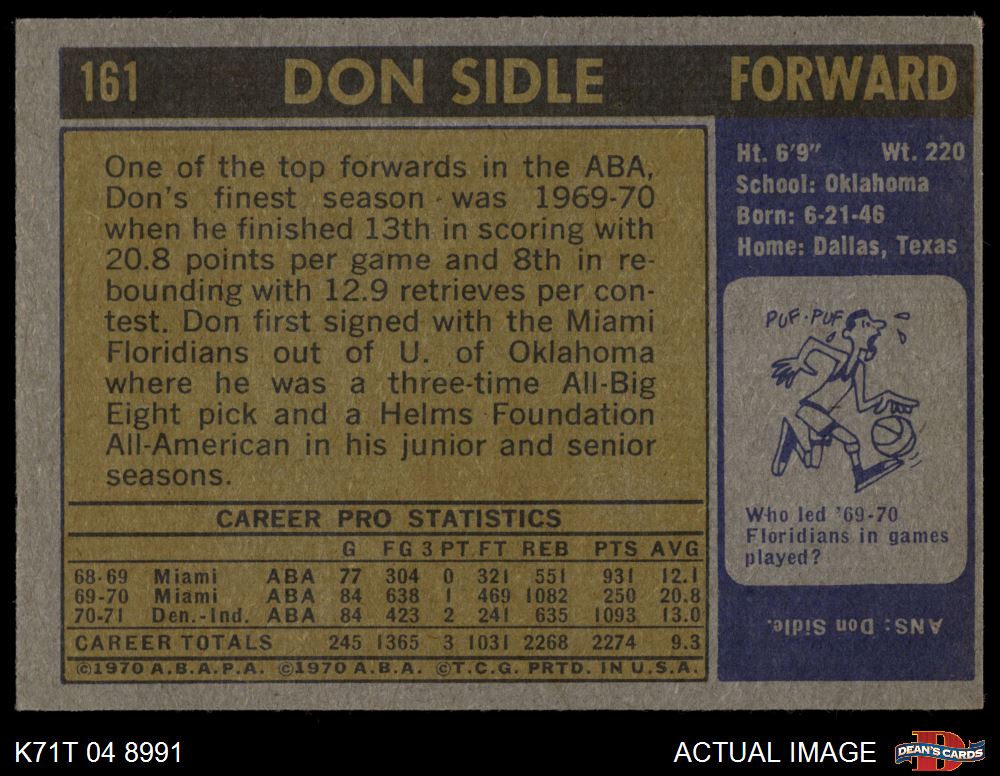 161 DON SIDLE FORWARD
One of the top forwards in the ABA,
Don's finest season was 1969-70
when he finished 13th in scoring with
20.8 points per game and 8th in re-
bounding with 12.9 retrieves per con-
test. Don first signed with the Miami
Floridians out of U. of Oklahoma
where he was a three-time All-Big
Eight pick and a Helms Foundation
All-American in his junior and senior
seasons.
CAREER PRO STATISTICS
G FG 3 PT FT REB PTS AVG
68-69 Miami ABA 77 304 0 321 551 931 12.1
69-70 Miami ABA 84 638 1 469 1082 250 20.8
70-71 Den.-Ind. ABA 84 423 2 241 635 1093 13.0
CAREER TOTALS 245 1365 3 1031 2268 2274 9.3
©1970 A.B.A.P.A. ©1970 A.B.A. ©T.C.G. PRTD. IN U.S.A.
Ht. 6'9" Wt. 220
School: Oklahoma
Born: 6-21-46
Home: Dallas, Texas
PUF-PUF
Who led '69-70
Floridians in games
played?
ANS: Don Sidle.
K71T 04 8991 ACTUAL IMAGE DEAN'S CARDS